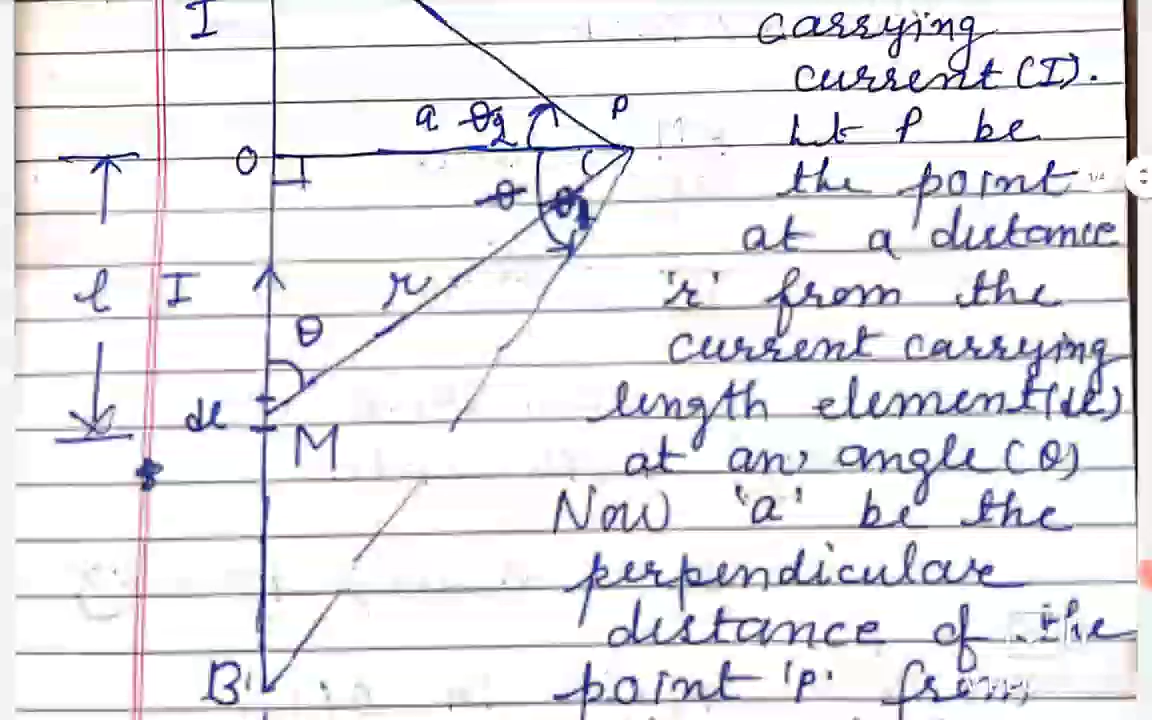 I
carrying
current (I).
a θ2
P
Let P be
O
the point
θ
θ1
at a distance
l
I
r
'r' from the
θ
current carrying
dl
length element (dl)
M
at an, angle (θ)
Now 'a' be the
perpendicular
distance of the
B
point 'P' from